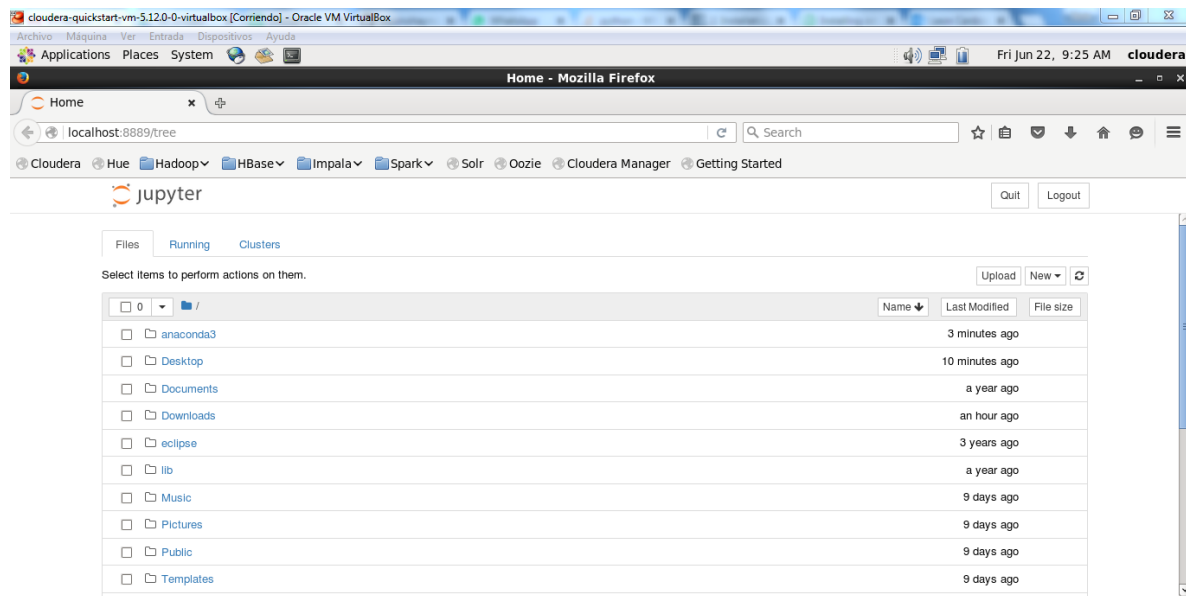 cloudera-quickstart-vm-5.12.0-0-virtualbox [Corriendo] - Oracle VM VirtualBox
Archivo Máquina Ver Entrada Dispositivos Ayuda
Applications Places System Fri Jun 22, 9:25 AM cloudera
Home - Mozilla Firefox
Home
localhost:8889/tree Search
Cloudera Hue Hadoop HBase Impala Spark Solr Oozie Cloudera Manager Getting Started
jupyter Quit Logout
Files Running Clusters
Select items to perform actions on them. Upload New
0 / Name Last Modified File size
anaconda3 3 minutes ago
Desktop 10 minutes ago
Documents a year ago
Downloads an hour ago
eclipse 3 years ago
lib a year ago
Music 9 days ago
Pictures 9 days ago
Public 9 days ago
Templates 9 days ago